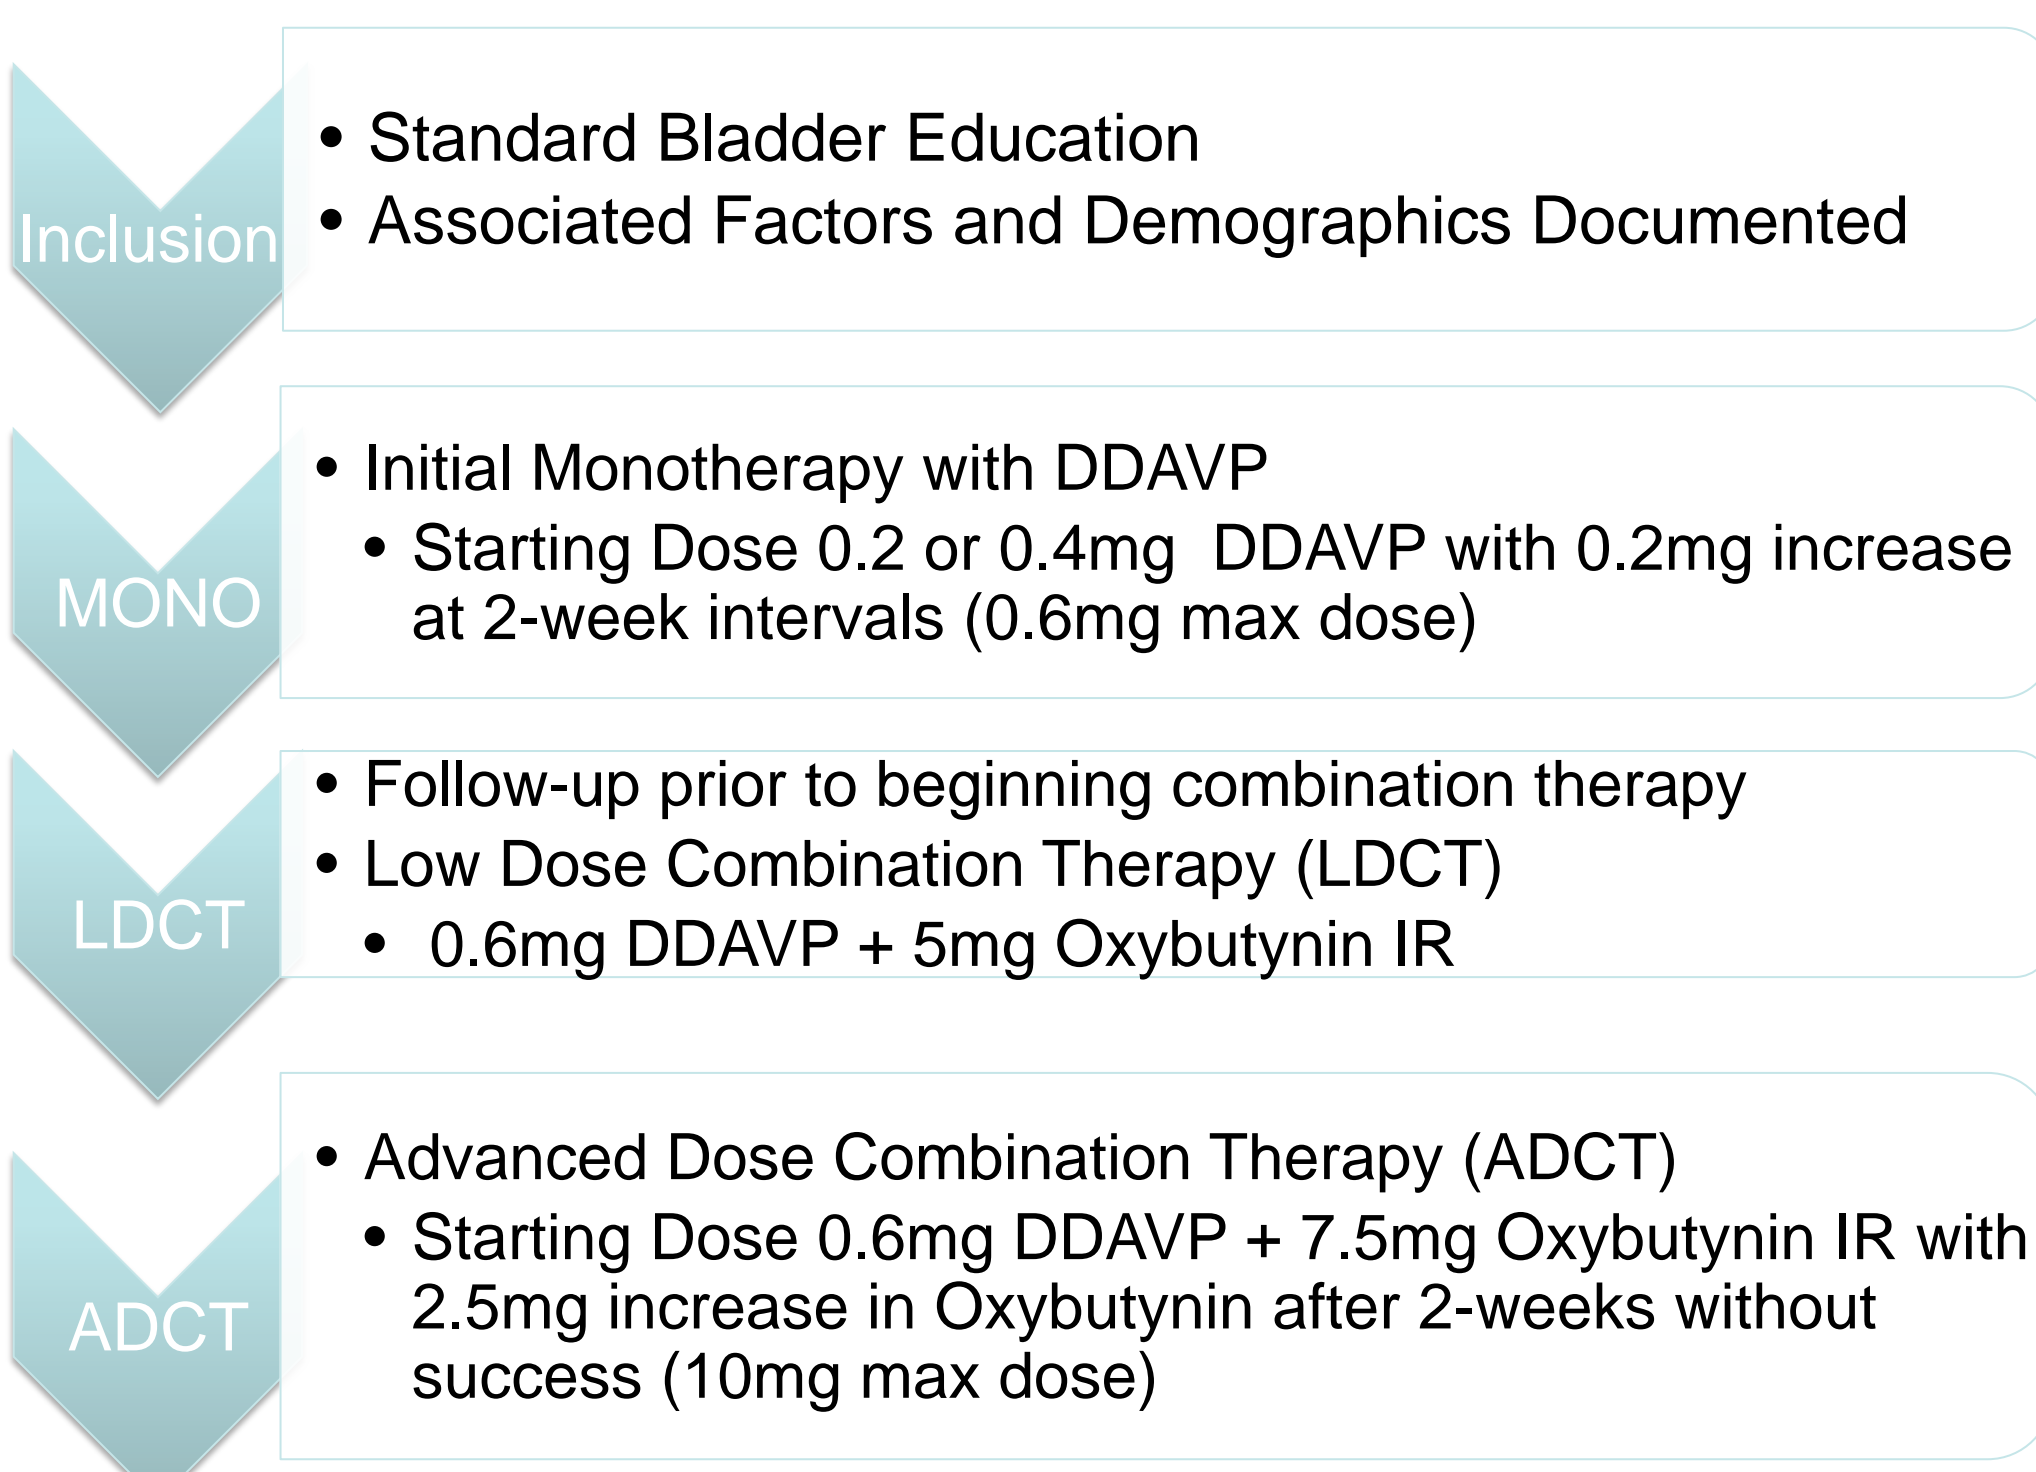 Inclusion
• Standard Bladder Education
• Associated Factors and Demographics Documented
MONO
• Initial Monotherapy with DDAVP
• Starting Dose 0.2 or 0.4mg  DDAVP with 0.2mg increase
at 2-week intervals (0.6mg max dose)
LDCT
• Follow-up prior to beginning combination therapy
• Low Dose Combination Therapy (LDCT)
• 0.6mg DDAVP + 5mg Oxybutynin IR
ADCT
• Advanced Dose Combination Therapy (ADCT)
• Starting Dose 0.6mg DDAVP + 7.5mg Oxybutynin IR with
2.5mg increase in Oxybutynin after 2-weeks without
success (10mg max dose)